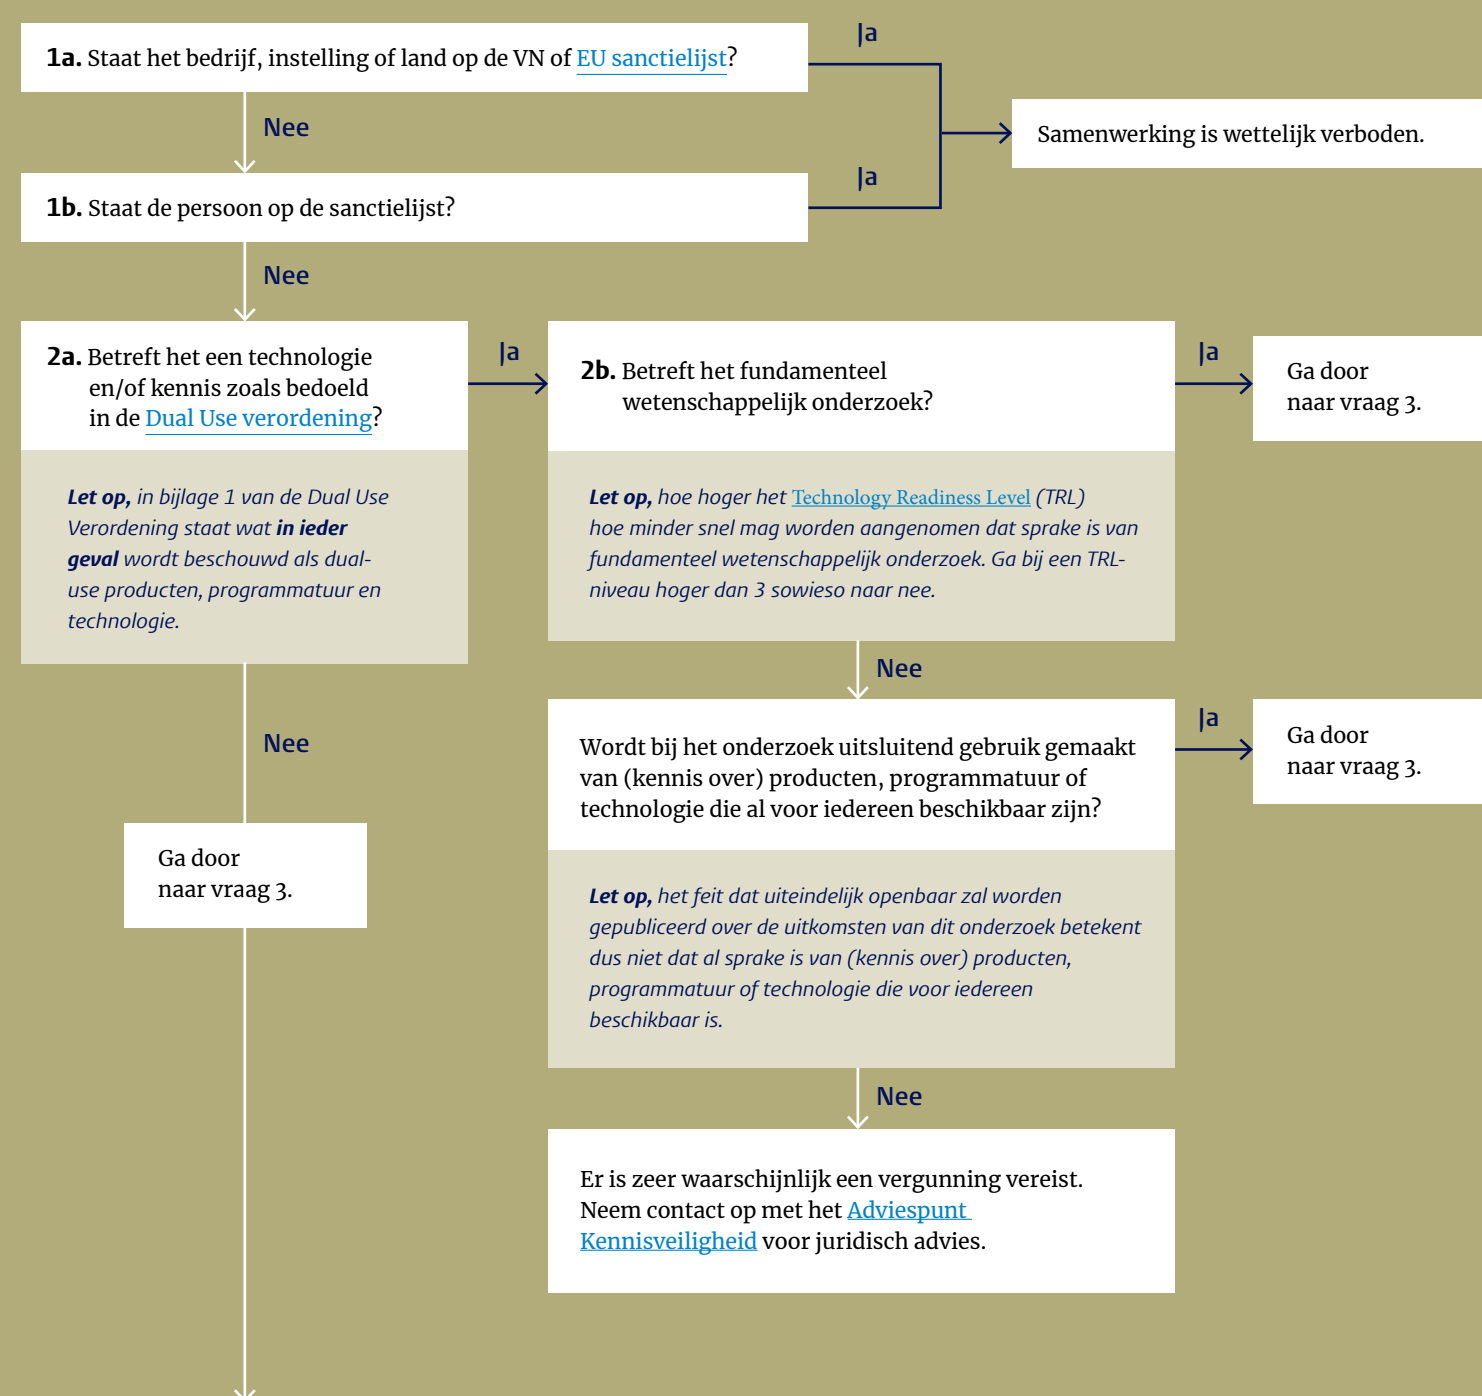 1a. Staat het bedrijf, instelling of land op de VN of EU sanctielijst?
Ja
Nee
Samenwerking is wettelijk verboden.
1b. Staat de persoon op de sanctielijst?
Ja
Nee
2a. Betreft het een technologie
en/of kennis zoals bedoeld
in de Dual Use verordening?
Let op, in bijlage 1 van de Dual Use
Verordening staat wat in ieder
geval wordt beschouwd als dual-
use producten, programmatuur en
technologie.
Ja
2b. Betreft het fundamenteel
wetenschappelijk onderzoek?
Let op, hoe hoger het Technology Readiness Level (TRL)
hoe minder snel mag worden aangenomen dat sprake is van
fundamenteel wetenschappelijk onderzoek. Ga bij een TRL-
niveau hoger dan 3 sowieso naar nee.
Ja
Ga door
naar vraag 3.
Nee
Nee
Ga door
naar vraag 3.
Wordt bij het onderzoek uitsluitend gebruik gemaakt
van (kennis over) producten, programmatuur of
technologie die al voor iedereen beschikbaar zijn?
Let op, het feit dat uiteindelijk openbaar zal worden
gepubliceerd over de uitkomsten van dit onderzoek betekent
dus niet dat al sprake is van (kennis over) producten,
programmatuur of technologie die voor iedereen
beschikbaar is.
Ja
Ga door
naar vraag 3.
Nee
Er is zeer waarschijnlijk een vergunning vereist.
Neem contact op met het Adviespunt
Kennisveiligheid voor juridisch advies.